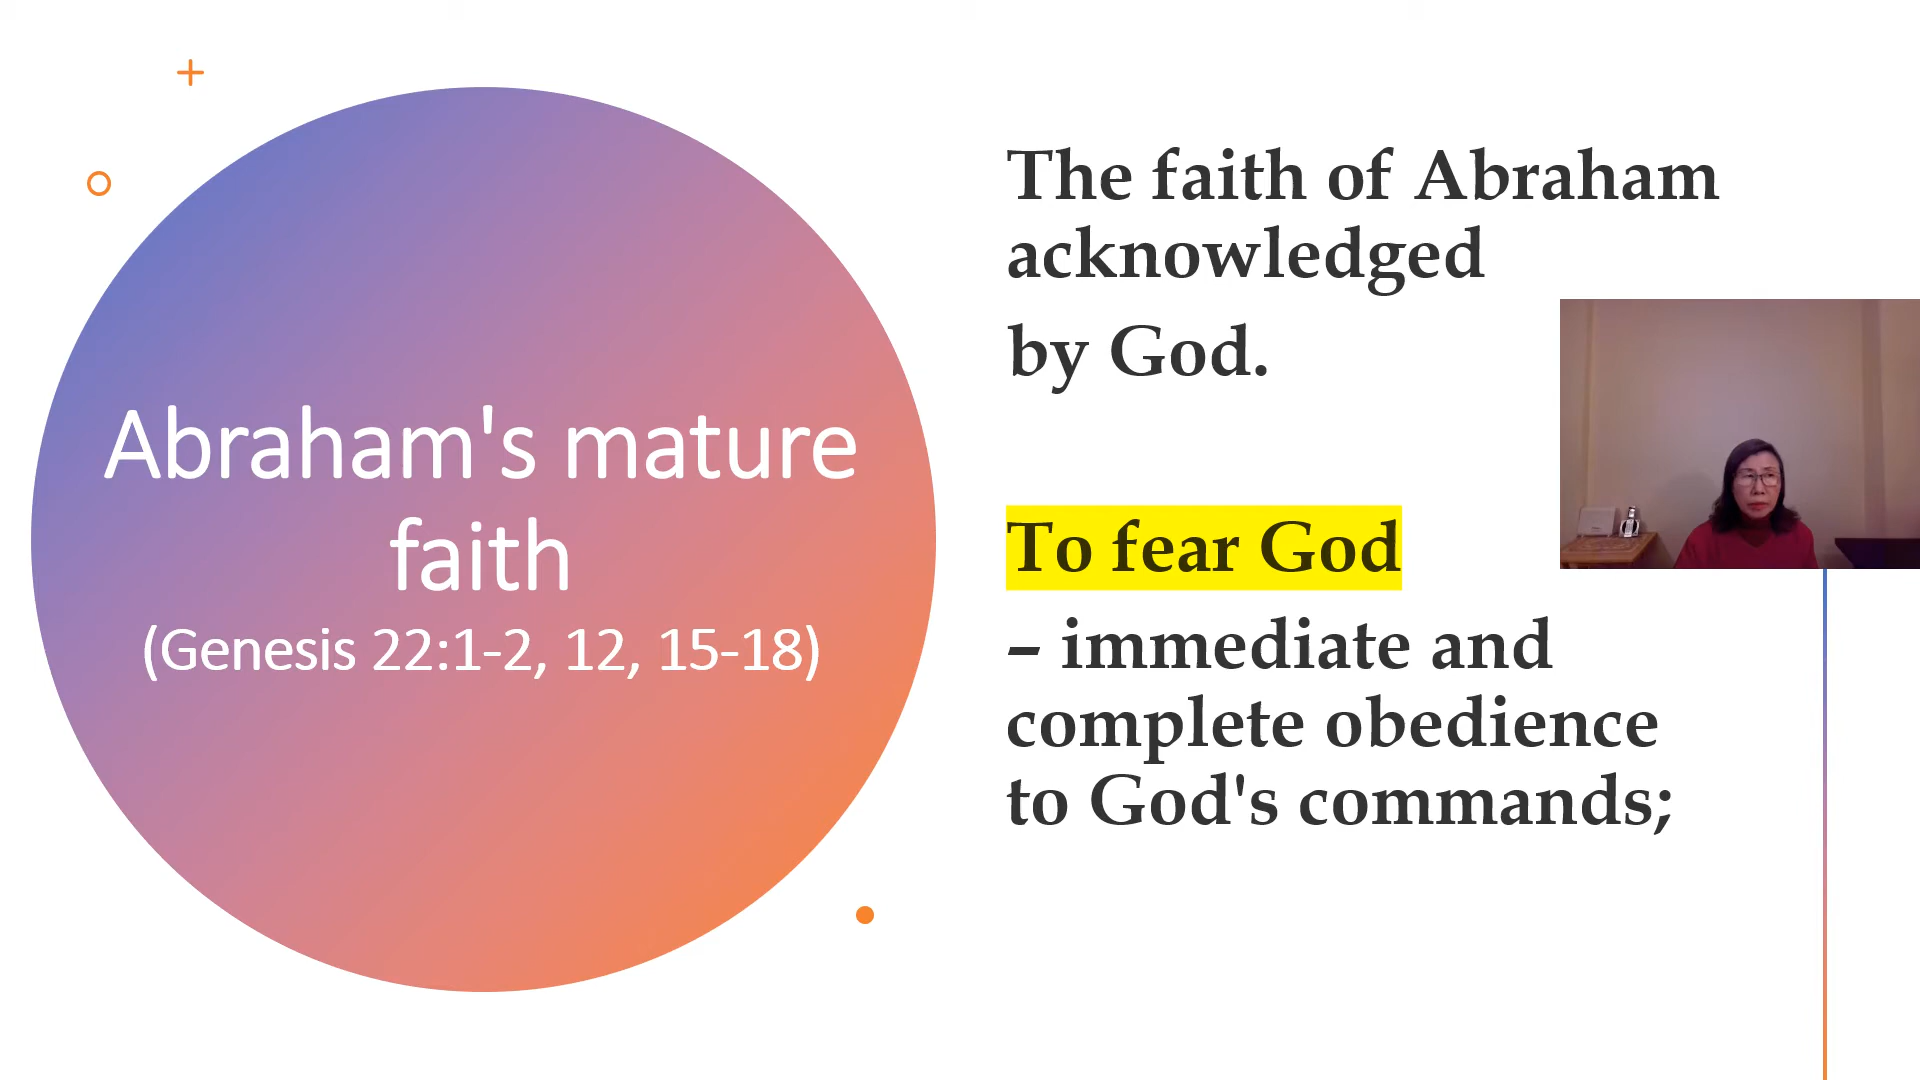 Abraham's mature
faith
(Genesis 22:1-2, 12, 15-18)
The faith of Abraham
acknowledged
by God.
To fear God
– immediate and
complete obedience
to God's commands;